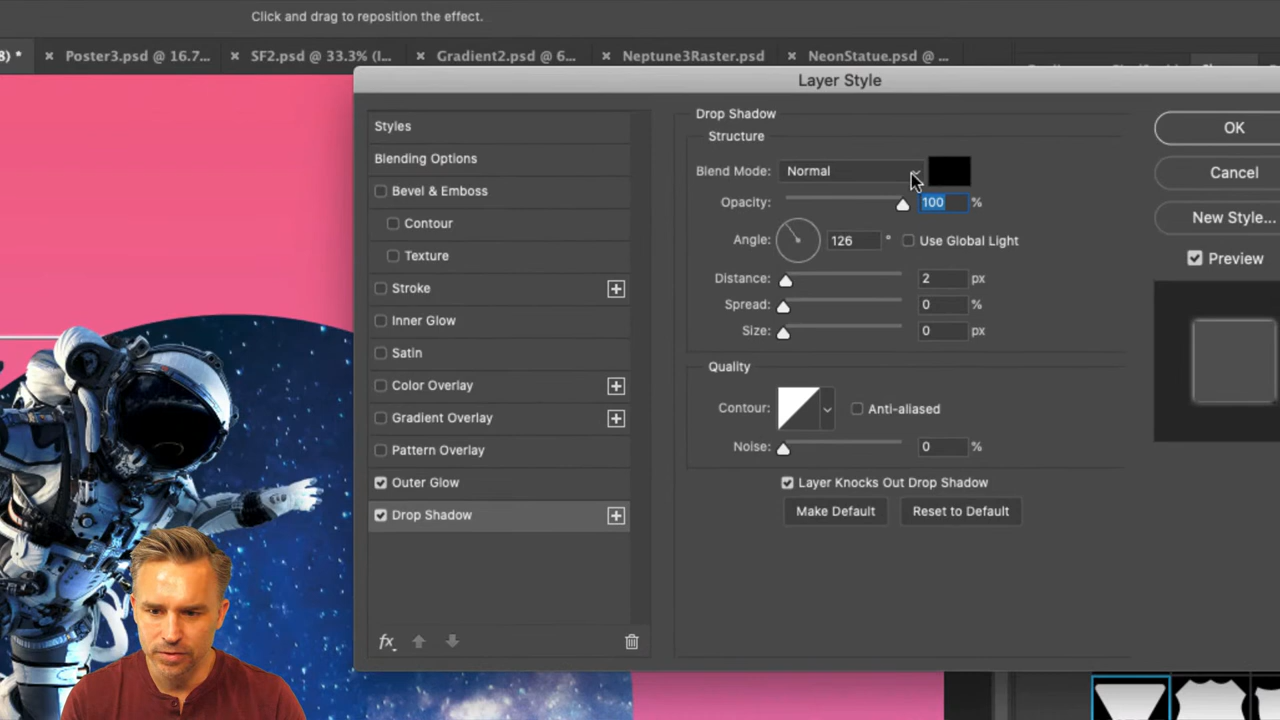 Click and drag to reposition the effect.
8) * × Poster3.psd @ 16.7... × SF2.psd @ 33.3% (I... × Gradient2.psd @ 6... × Neptune3Raster.psd × NeonStatue.psd @ ...
Layer Style
Styles
Blending Options
Bevel & Emboss
Contour
Texture
Stroke
Inner Glow
Satin
Color Overlay
Gradient Overlay
Pattern Overlay
Outer Glow
Drop Shadow
fx
Drop Shadow
Structure
Blend Mode: Normal
Opacity: 100 %
Angle: 126 ° Use Global Light
Distance: 2 px
Spread: 0 %
Size: 0 px
Quality
Contour: Anti-aliased
Noise: 0 %
Layer Knocks Out Drop Shadow
Make Default Reset to Default
OK
Cancel
New Style...
Preview